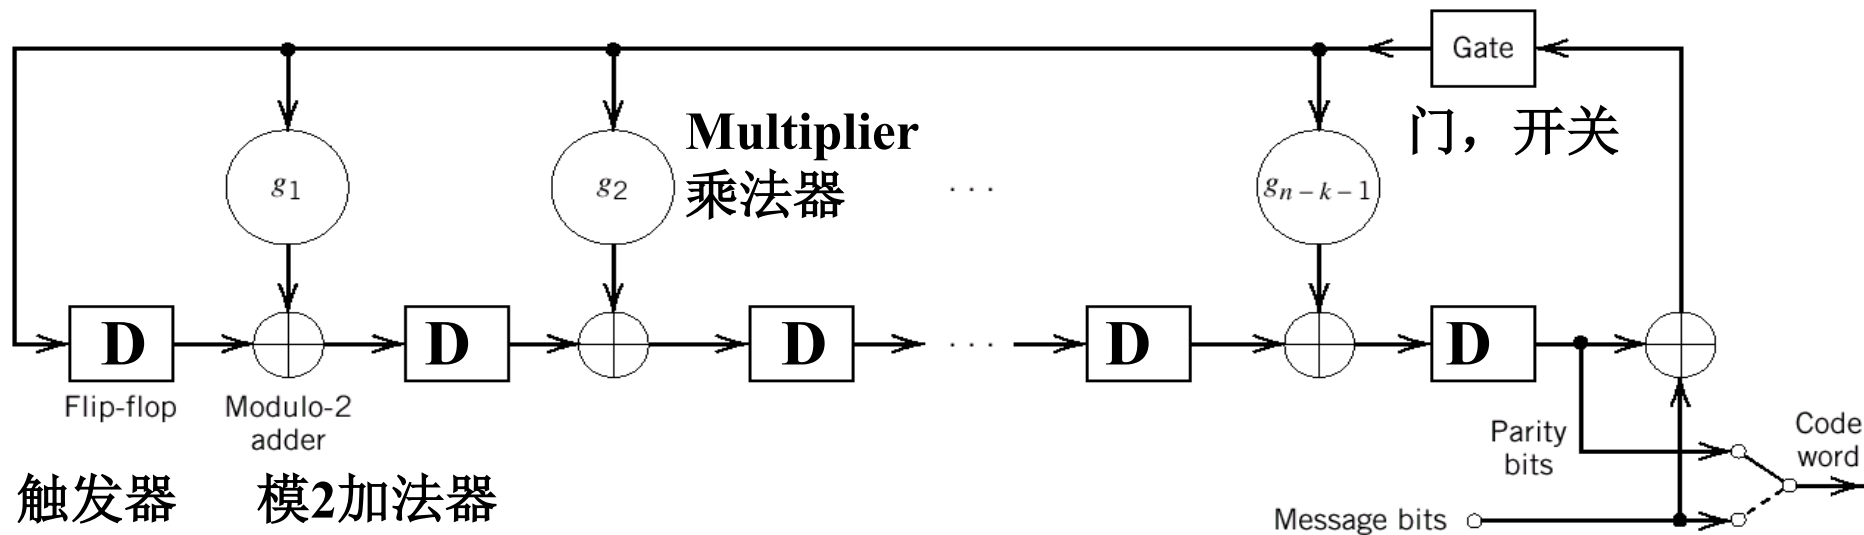 Gate
门，开关
Multiplier
乘法器
g1
g2
. . .
gn – k – 1
D
D
D
. . .
D
D
Flip-flop
Modulo-2
adder
触发器
模2加法器
Parity
bits
Code
word
Message bits